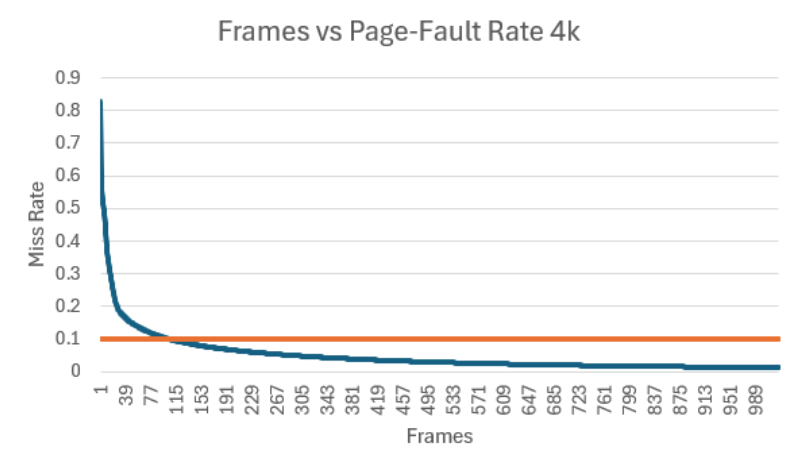 Frames vs Page-Fault Rate 4k
0.9
0.8
0.7
0.6
0.5
0.4
0.3
0.2
0.1
0
Miss Rate
1 39 77 115 153 191 229 267 305 343 381 419 457 495 533 571 609 647 685 723 761 799 837 875 913 951 989
Frames